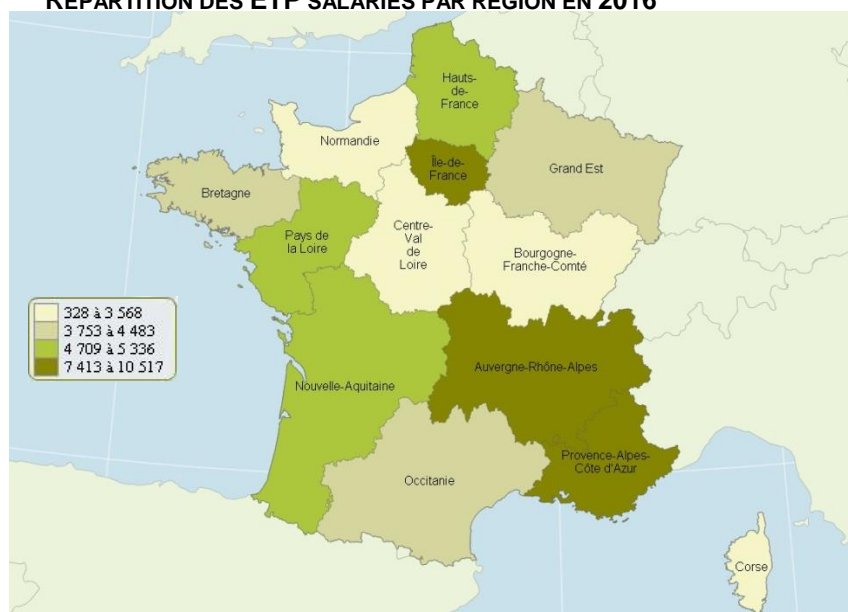 RÉPARTITION DES ETP SALARIÉS PAR RÉGION EN 2016
Hauts-
de-
France
Normandie
Île-de-
France
Grand Est
Bretagne
Pays de
la Loire
Centre-
Val
de
Loire
Bourgogne-
Franche-Comté
328 à 3 568
3 753 à 4 483
4 709 à 5 336
7 413 à 10 517
Auvergne-Rhône-Alpes
Nouvelle-Aquitaine
Provence-Alpes-
Côte d'Azur
Occitanie
Corse